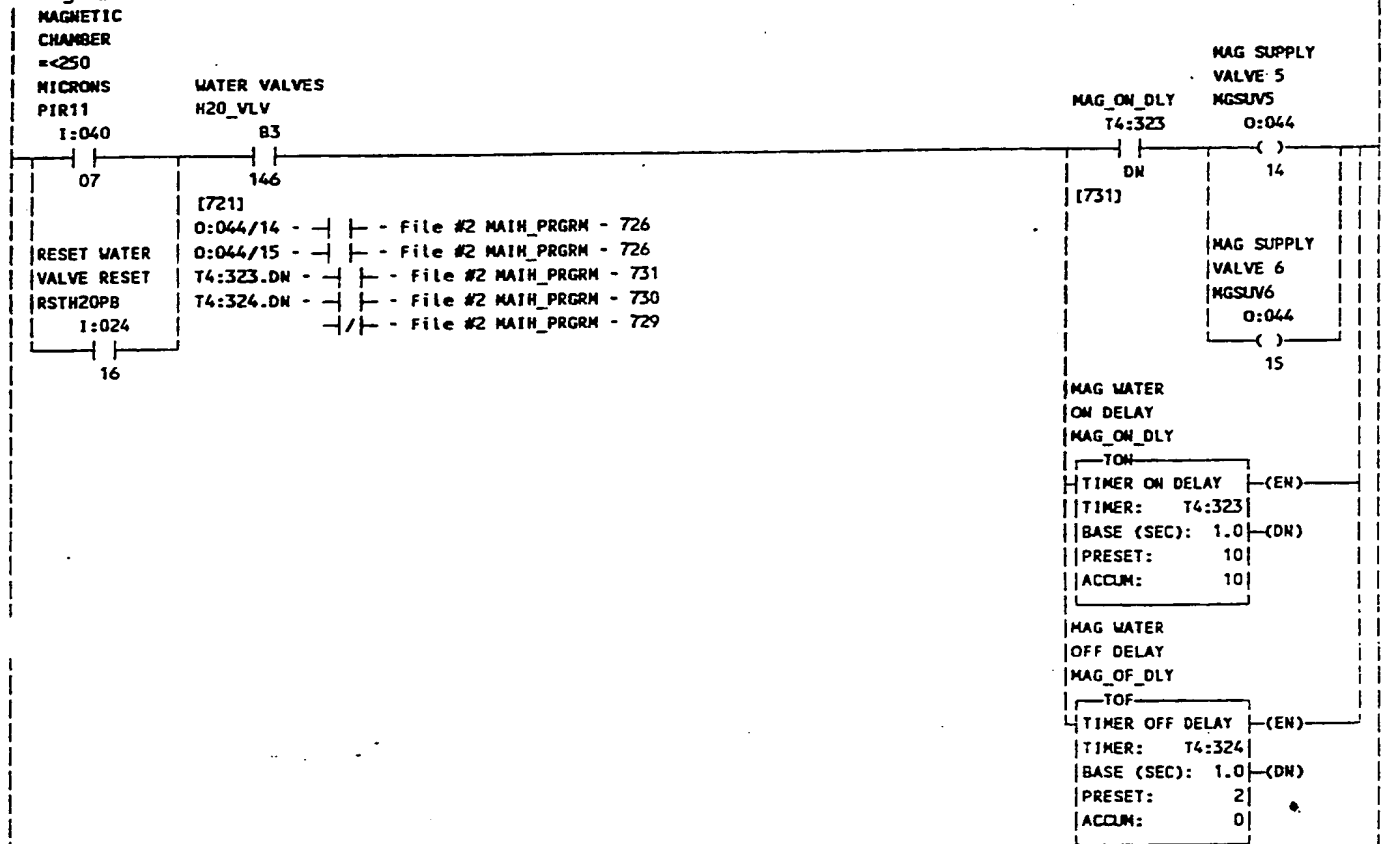 MAGNETIC
CHAMBER
=<250
MICRONS
PIR11
I:040
07
WATER VALVES
H20_VLV
B3
146
[721]
O:044/14 - ┤ ├ - File #2 MAIN_PRGRM - 726
O:044/15 - ┤ ├ - File #2 MAIN_PRGRM - 726
T4:323.DN - ┤ ├ - File #2 MAIN_PRGRM - 731
T4:324.DN - ┤ ├ - File #2 MAIN_PRGRM - 730
┤/├ - File #2 MAIN_PRGRM - 729
RESET WATER
VALVE RESET
RSTH20PB
I:024
16
MAG_ON_DLY
T4:323
DN
[731]
MAG SUPPLY
VALVE 5
MGSUV5
O:044
14
MAG SUPPLY
VALVE 6
MGSUV6
O:044
15
MAG WATER
ON DELAY
MAG_ON_DLY
TON
TIMER ON DELAY (EN)
TIMER: T4:323
BASE (SEC): 1.0 (DN)
PRESET: 10
ACCUM: 10
MAG WATER
OFF DELAY
MAG_OF_DLY
TOF
TIMER OFF DELAY (EN)
TIMER: T4:324
BASE (SEC): 1.0 (DN)
PRESET: 2
ACCUM: 0